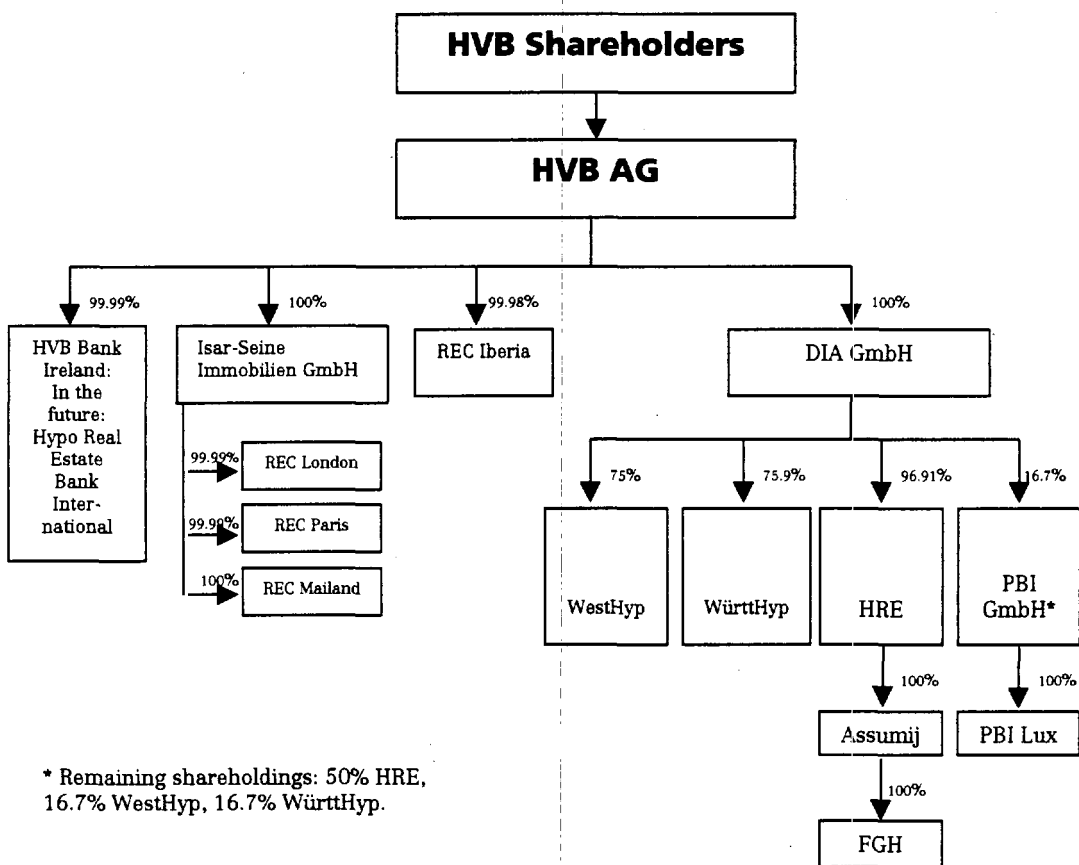 HVB Shareholders
HVB AG
99.99%
100%
99.98%
100%
HVB Bank
Ireland:
In the
future:
Hypo Real
Estate
Bank
Inter-
national
Isar-Seine
Immobilien GmbH
REC Iberia
DIA GmbH
99.99%
REC London
99.99%
REC Paris
100%
REC Mailand
75%
75.9%
96.91%
16.7%
WestHyp
WürttHyp
HRE
PBI
GmbH*
100%
100%
Assumij
PBI Lux
100%
FGH
* Remaining shareholdings: 50% HRE,
16.7% WestHyp, 16.7% WürttHyp.